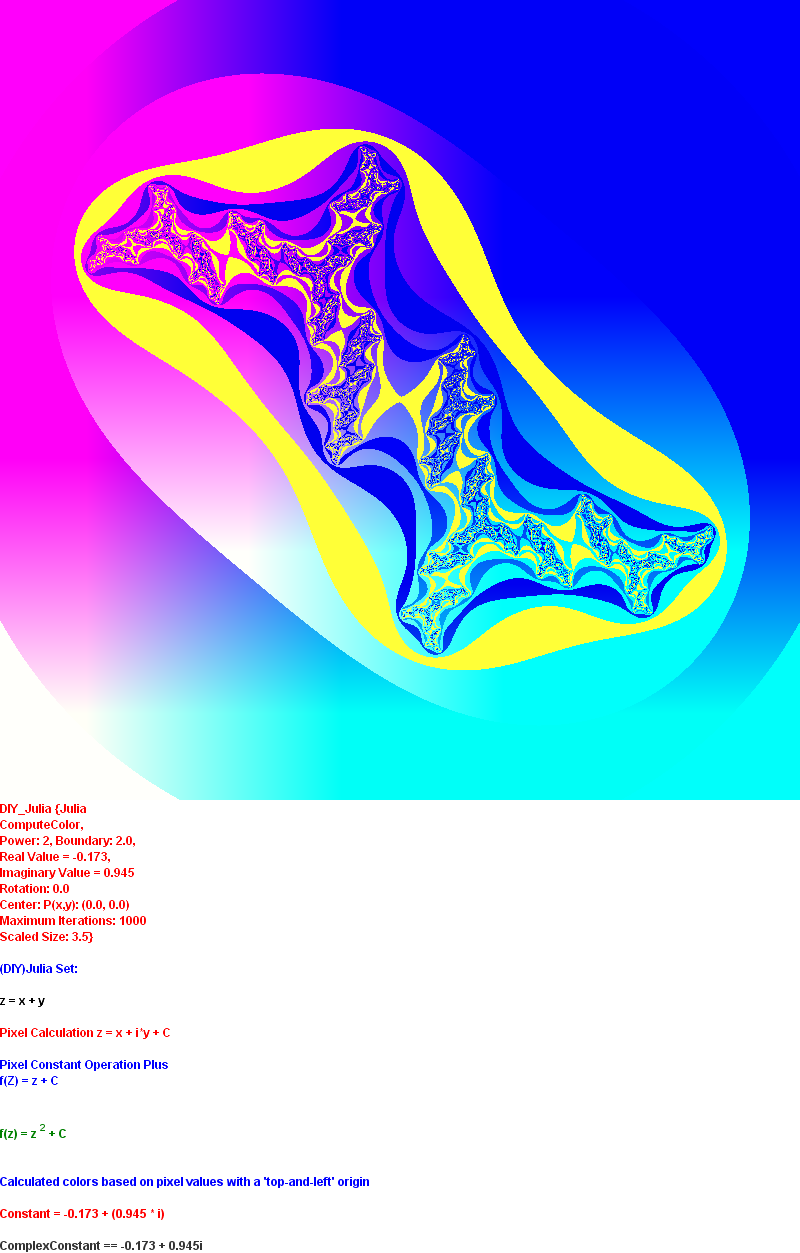 DIY_Julia {Julia
ComputeColor,
Power: 2, Boundary: 2.0,
Real Value = -0.173,
Imaginary Value = 0.945
Rotation: 0.0
Center: P(x,y): (0.0, 0.0)
Maximum Iterations: 1000
Scaled Size: 3.5}
(DIY)Julia Set:
z = x + y
Pixel Calculation z = x + i*y + C
Pixel Constant Operation Plus
f(Z) = z + C
f(z) = z 2 + C
Calculated colors based on pixel values with a 'top-and-left' origin
Constant = -0.173 + (0.945 * i)
ComplexConstant == -0.173 + 0.945i